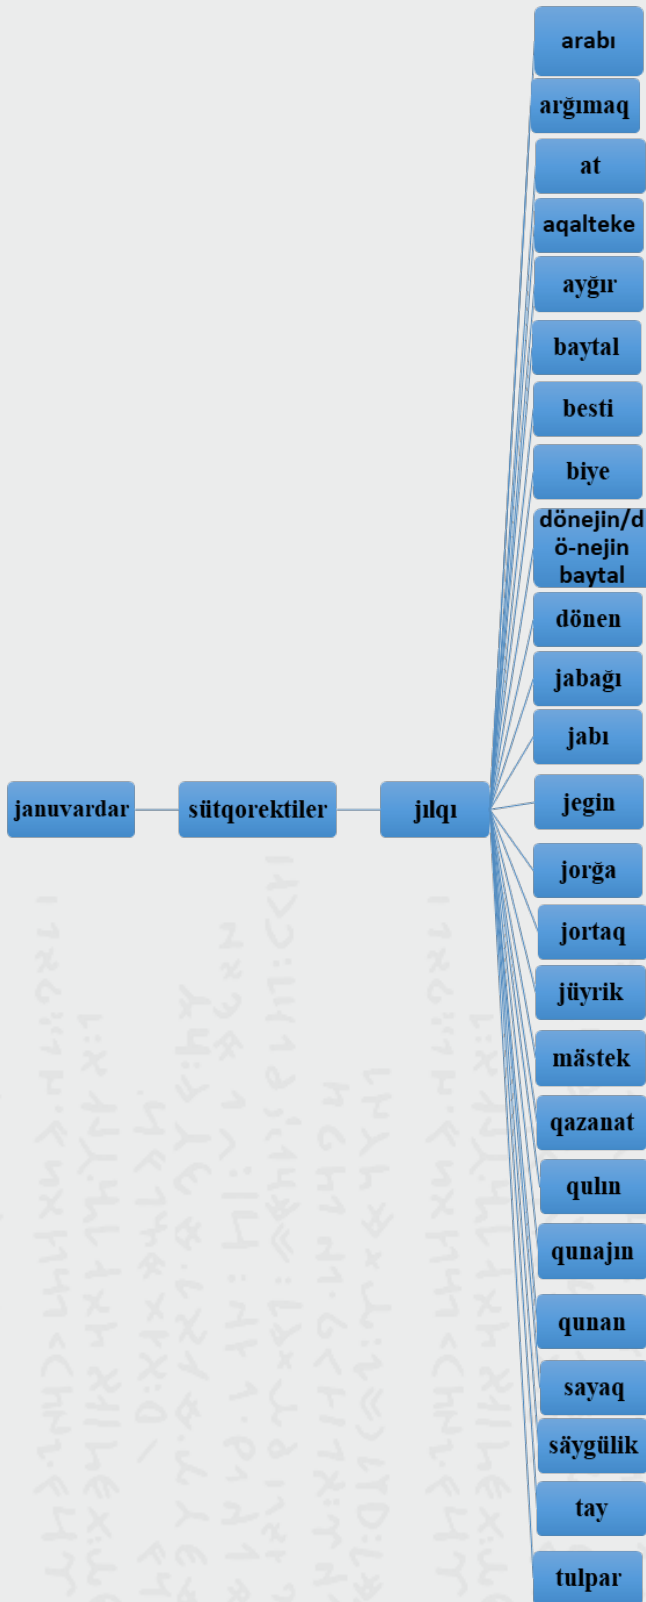 arabı
arğımaq
at
aqalteke
ayğır
baytal
besti
biye
dönejin/d
ö-nejin
baytal
dönen
jabağı
jabı
januvardar
sütqorektiler
jılqı
jegin
jorğa
jortaq
jüyrik
mästek
qazanat
qulın
qunajın
qunan
sayaq
säygülik
tay
tulpar